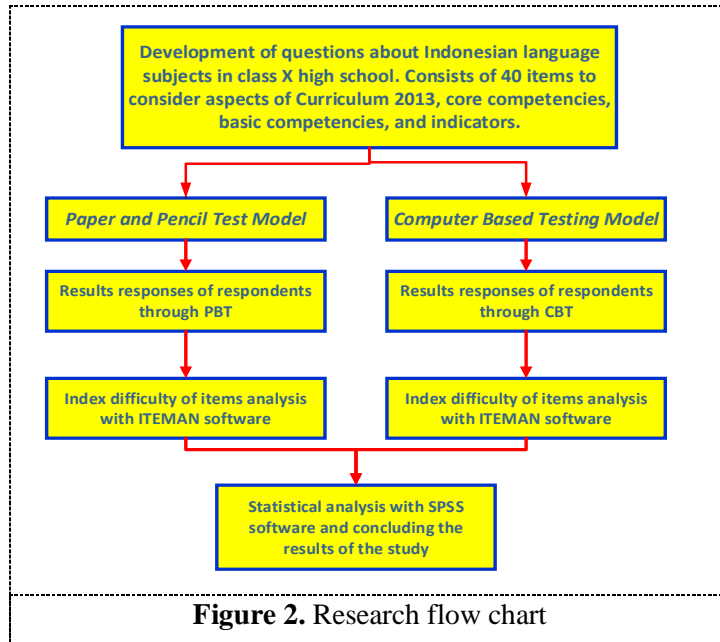 Development of questions about Indonesian language
subjects in class X high school. Consists of 40 items to
consider aspects of Curriculum 2013, core competencies,
basic competencies, and indicators.
Paper and Pencil Test Model
Computer Based Testing Model
Results responses of respondents
through PBT
Results responses of respondents
through CBT
Index difficulty of items analysis
with ITEMAN software
Index difficulty of items analysis
with ITEMAN software
Statistical analysis with SPSS
software and concluding the
results of the study
Figure 2. Research flow chart